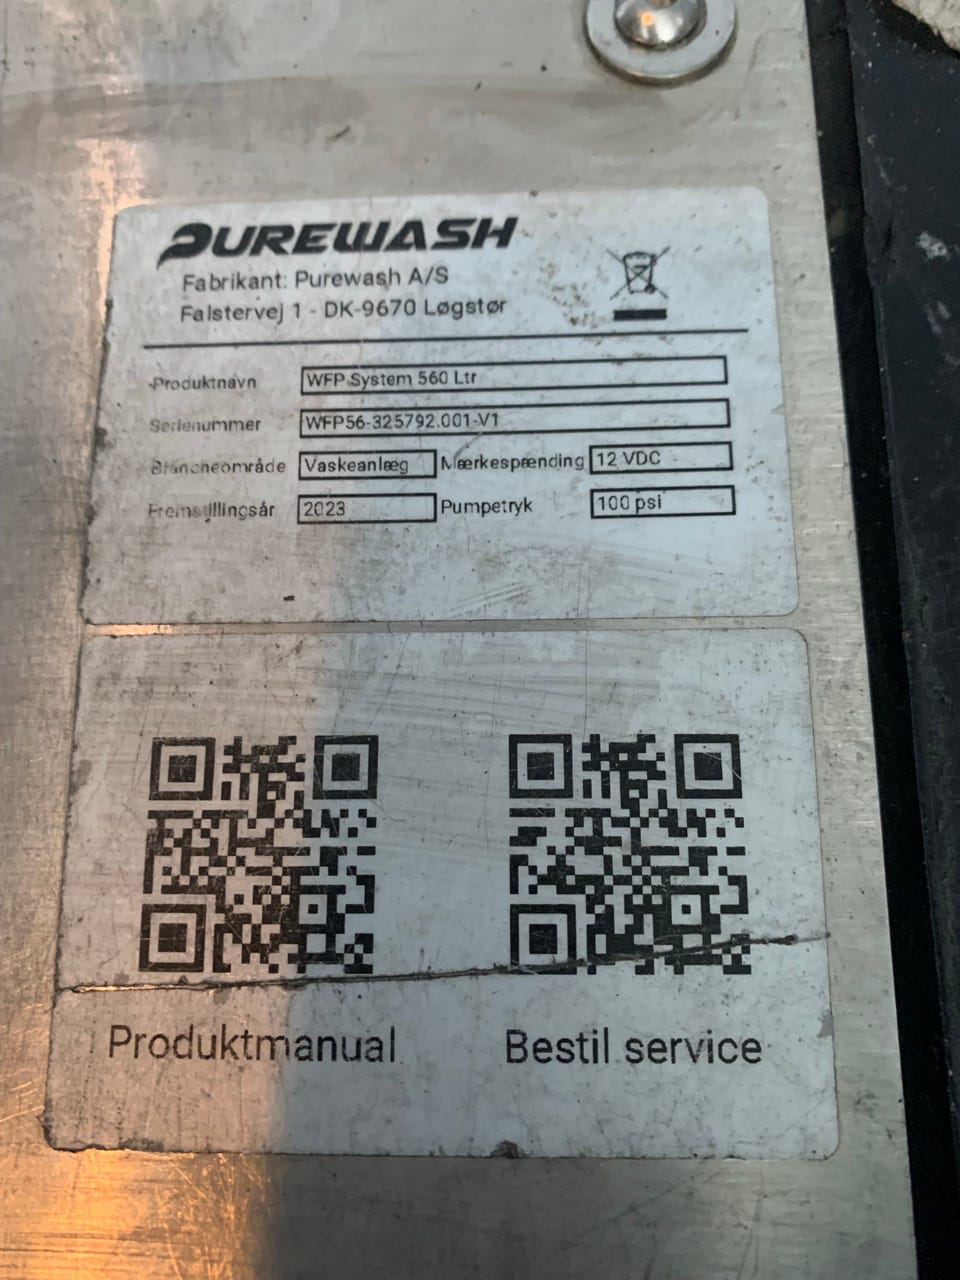 PUREWASH
Fabrikant: Purewash A/S
Falstervej 1 - DK-9670 Løgstør
Produktnavn WFP System 560 Ltr
Serienummer WFP56-325792.001-V1
Brancheområde Vaskeanlæg Mærkespænding 12 VDC
Fremstillingsår 2023 Pumpetryk 100 psi
Produktmanual Bestil service